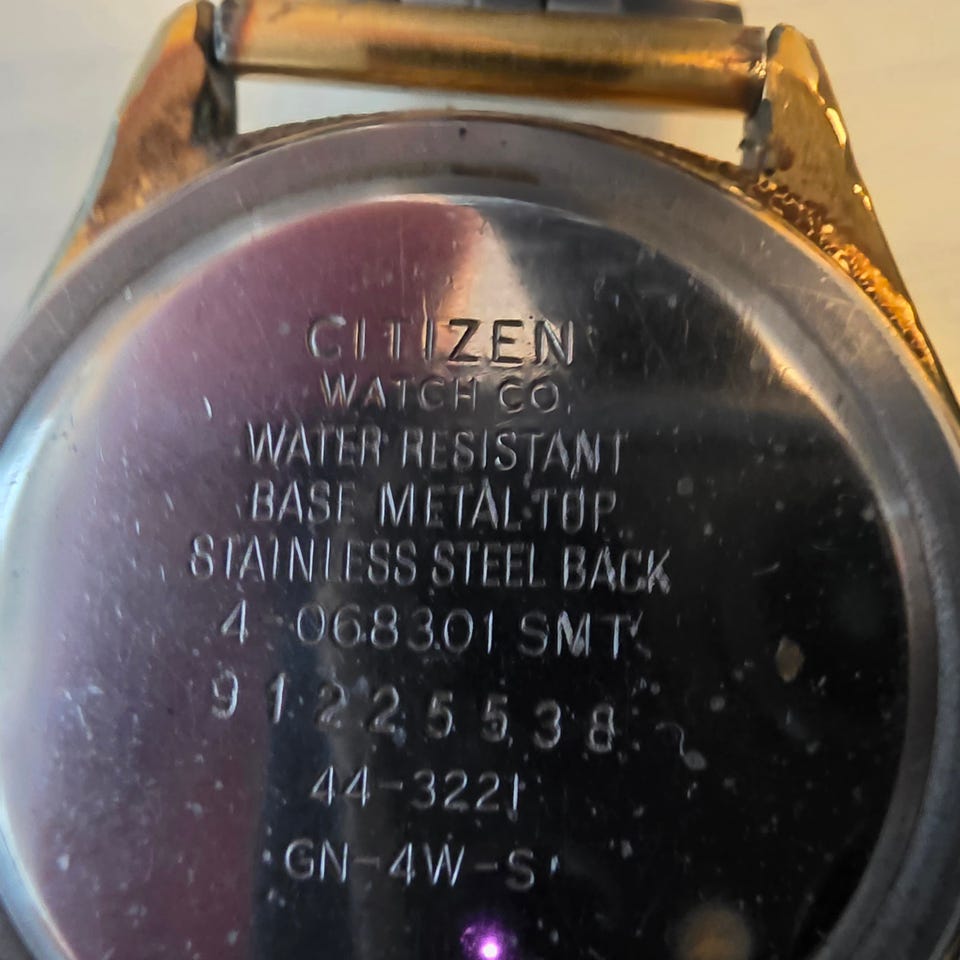 CITIZEN
WATCH CO.
WATER RESISTANT
BASE METAL TOP
STAINLESS STEEL BACK
4-068301 SMT
91225538
44-3221
GN-4W-S